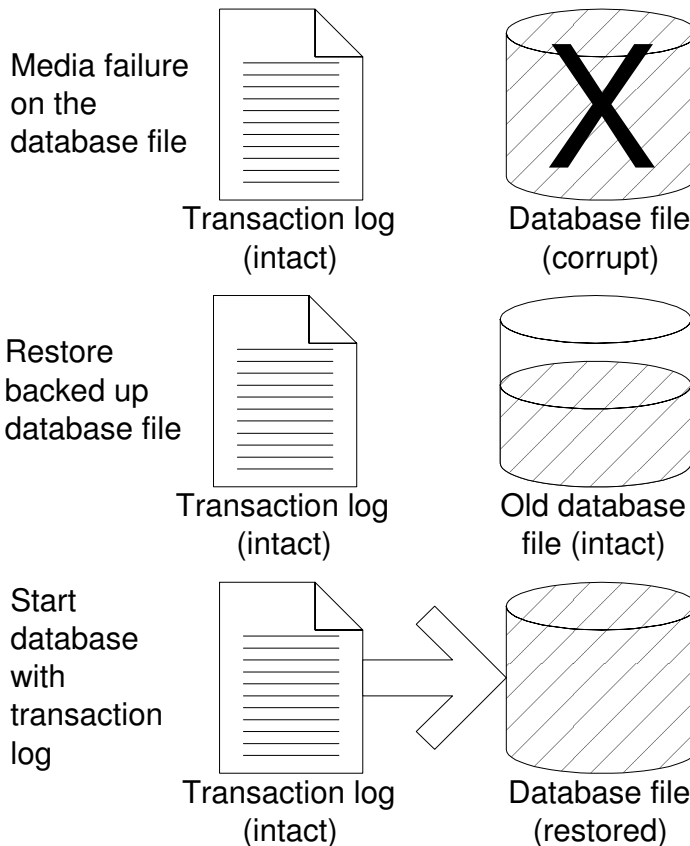 Media failure
on the
database file
Transaction log
(intact)
Database file
(corrupt)
Restore
backed up
database file
Transaction log
(intact)
Old database
file (intact)
Start
database
with
transaction
log
Transaction log
(intact)
Database file
(restored)